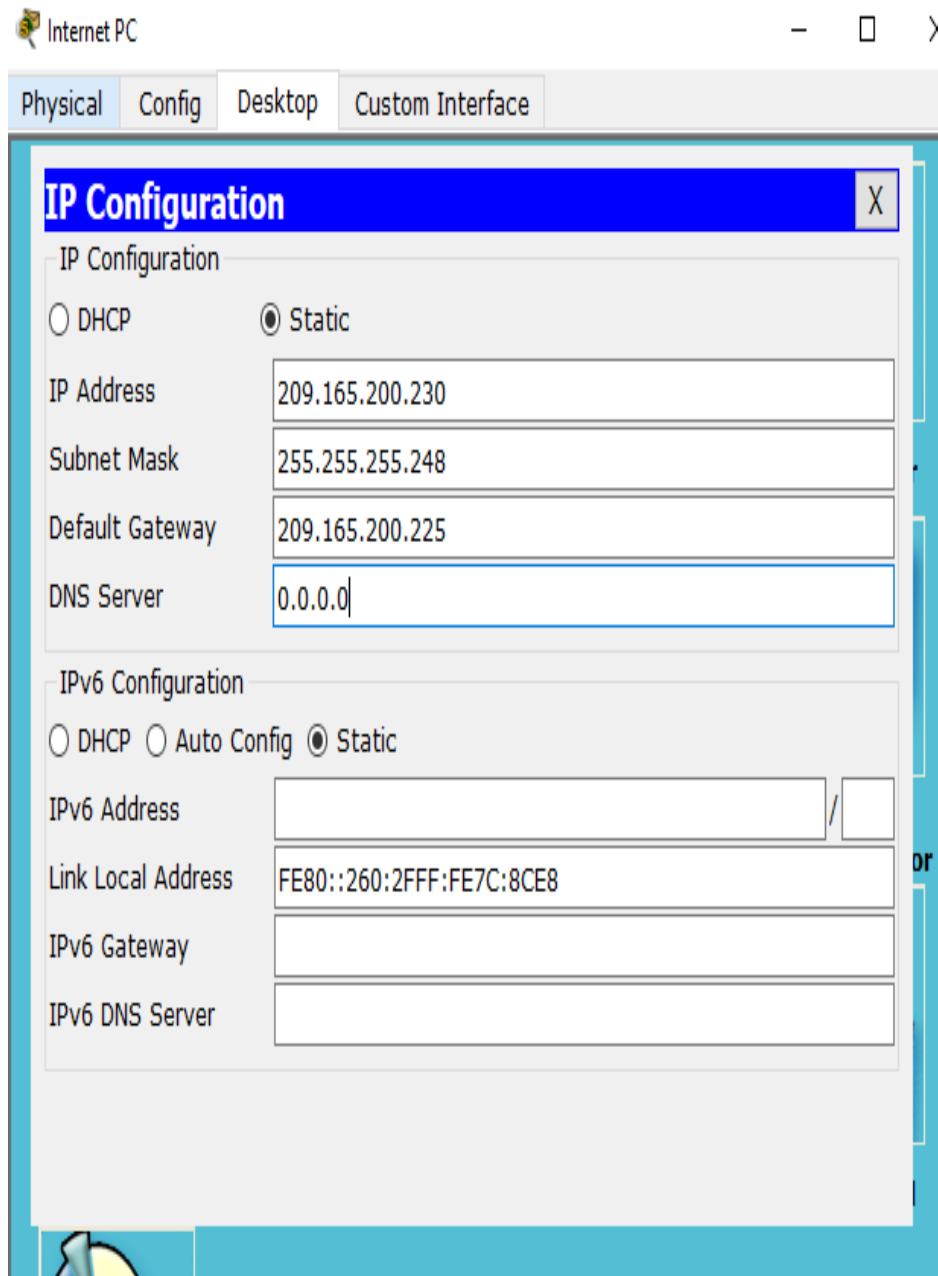 Internet PC
Physical Config Desktop Custom Interface
IP Configuration X
IP Configuration
DHCP Static
IP Address 209.165.200.230
Subnet Mask 255.255.255.248
Default Gateway 209.165.200.225
DNS Server 0.0.0.0
IPv6 Configuration
DHCP Auto Config Static
IPv6 Address /
Link Local Address FE80::260:2FFF:FE7C:8CE8
or
IPv6 Gateway
IPv6 DNS Server